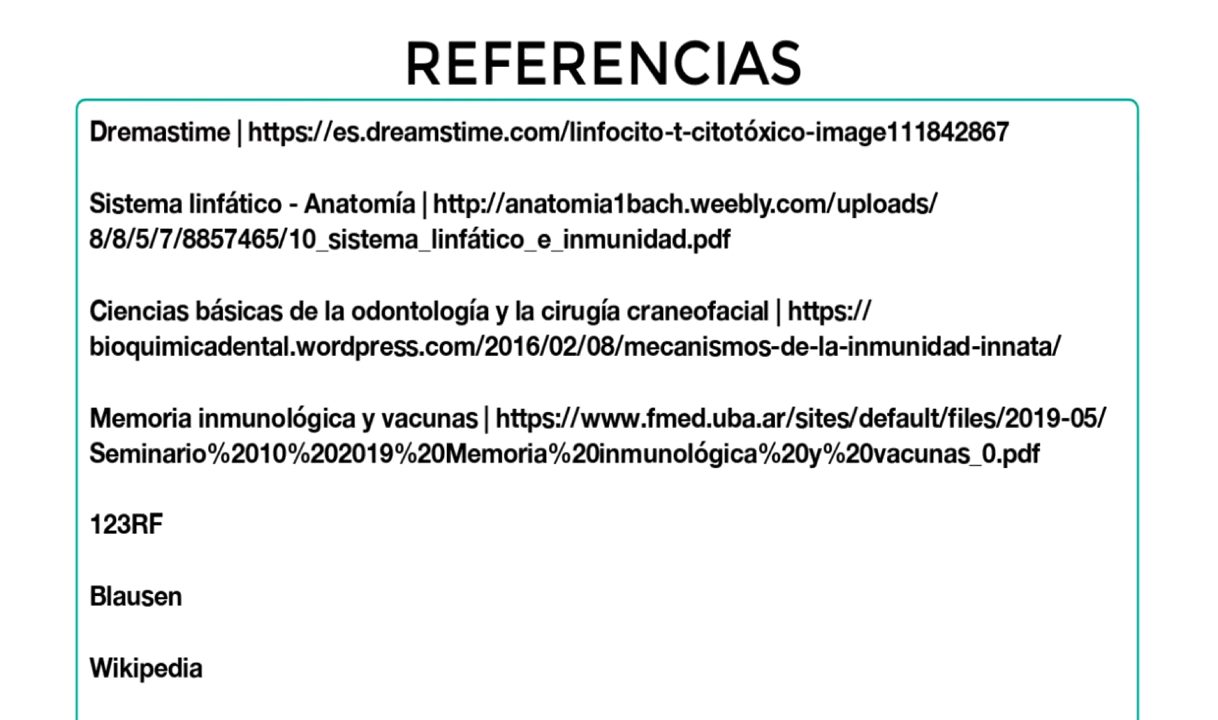 REFERENCIAS
Dremastime | https://es.dreamstime.com/linfocito-t-citotóxico-image111842867
Sistema linfático - Anatomía | http://anatomia1bach.weebly.com/uploads/
8/8/5/7/8857465/10_sistema_linfático_e_inmunidad.pdf
Ciencias básicas de la odontología y la cirugía craneofacial | https://
bioquimicadental.wordpress.com/2016/02/08/mecanismos-de-la-inmunidad-innata/
Memoria inmunológica y vacunas | https://www.fmed.uba.ar/sites/default/files/2019-05/
Seminario%2010%202019%20Memoria%20inmunológica%20y%20vacunas_0.pdf
123RF
Blausen
Wikipedia